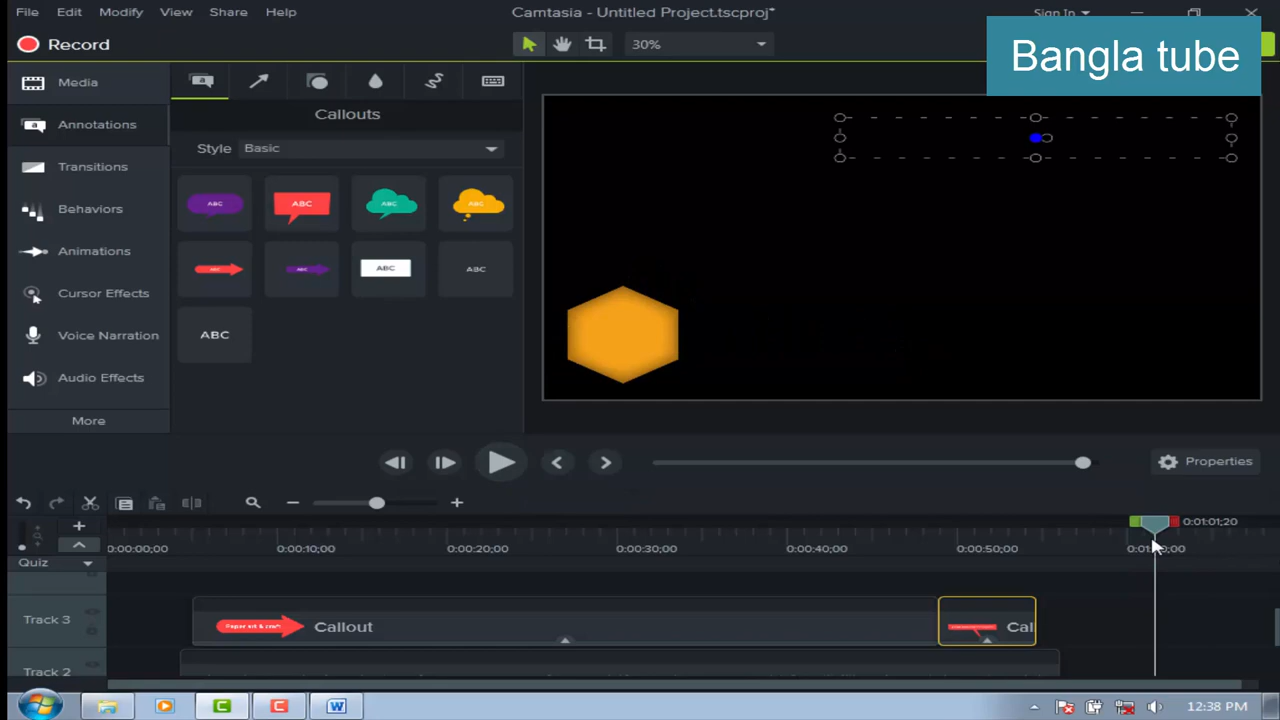 File Edit Modify View Share Help
Camtasia - Untitled Project.tscproj*
Sign In
Record
30%
Bangla tube
Media
Annotations
Transitions
Behaviors
Animations
Cursor Effects
Voice Narration
Audio Effects
More
Callouts
Style Basic
ABC ABC ABC ABC
ABC ABC ABC ABC
ABC
Properties
0:01:01;20
0:00:00;00 0:00:10;00 0:00:20;00 0:00:30;00 0:00:40;00 0:00:50;00
Quiz
Track 3
Callout
Cal
Track 2
12:38 PM